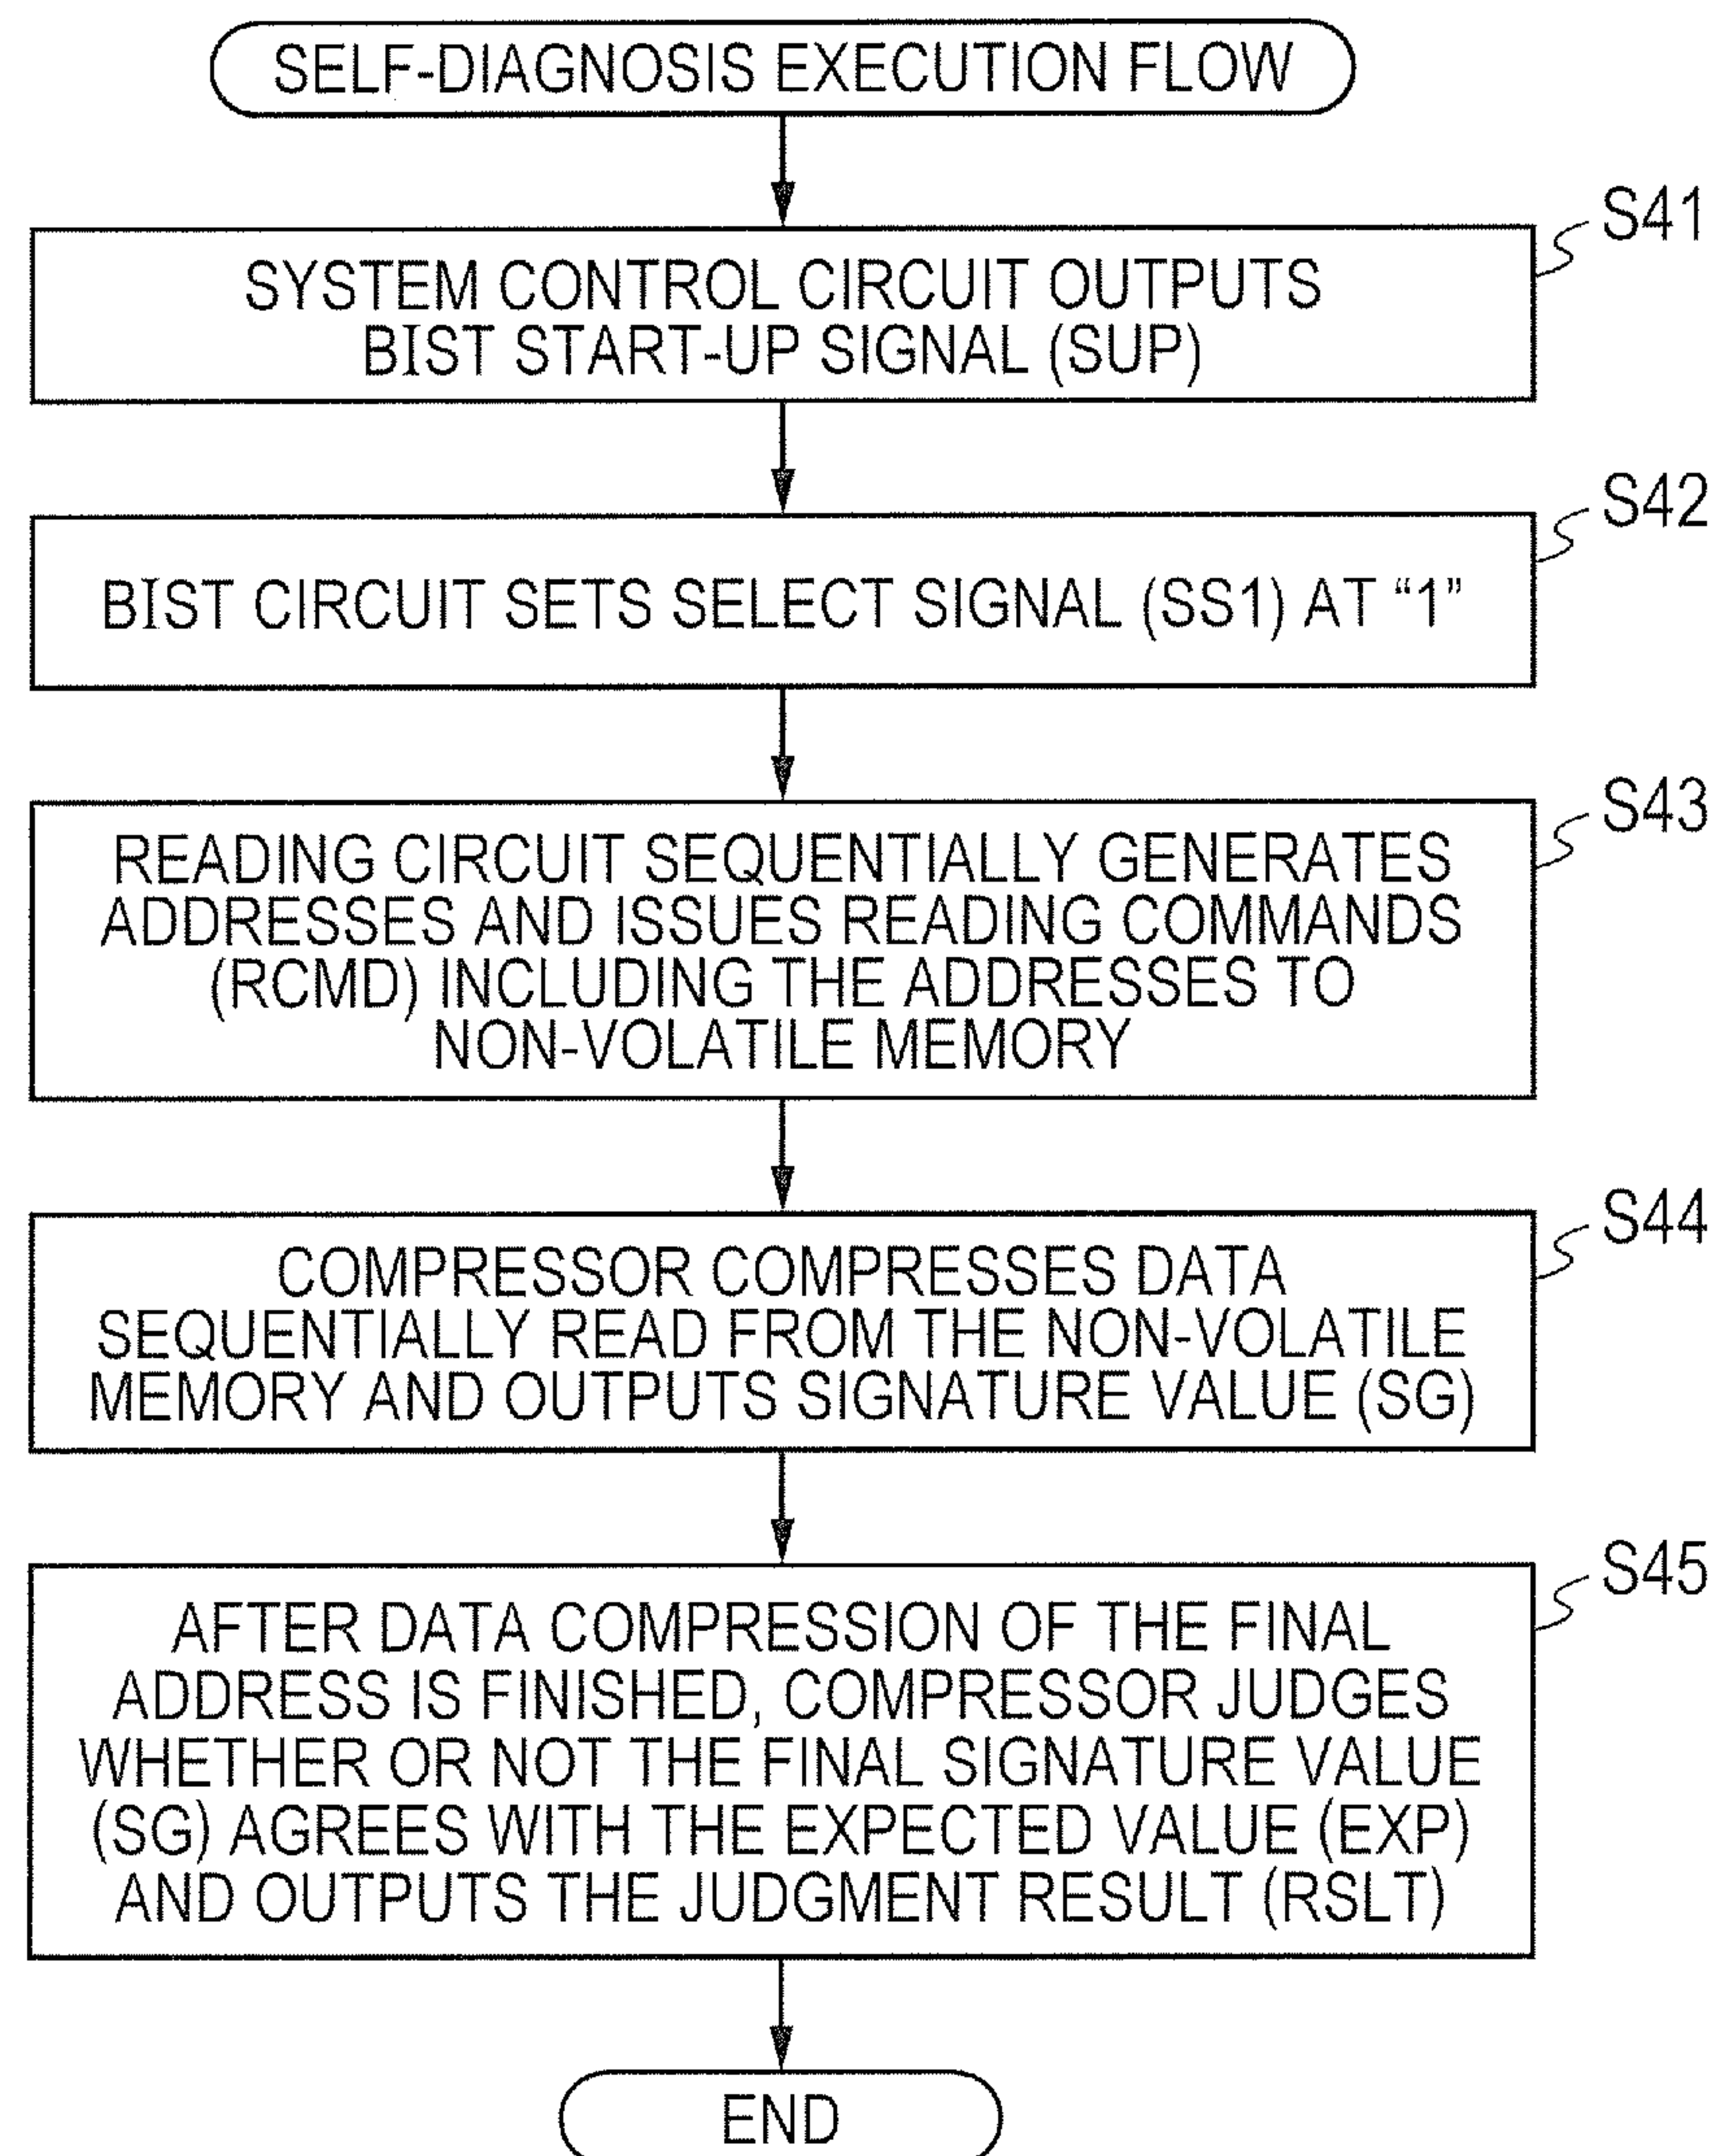 SELF-DIAGNOSIS EXECUTION FLOW
S41
SYSTEM CONTROL CIRCUIT OUTPUTS
BIST START-UP SIGNAL (SUP)
S42
BIST CIRCUIT SETS SELECT SIGNAL (SS1) AT “1”
S43
READING CIRCUIT SEQUENTIALLY GENERATES
ADDRESSES AND ISSUES READING COMMANDS
(RCMD) INCLUDING THE ADDRESSES TO
NON-VOLATILE MEMORY
S44
COMPRESSOR COMPRESSES DATA
SEQUENTIALLY READ FROM THE NON-VOLATILE
MEMORY AND OUTPUTS SIGNATURE VALUE (SG)
S45
AFTER DATA COMPRESSION OF THE FINAL
ADDRESS IS FINISHED, COMPRESSOR JUDGES
WHETHER OR NOT THE FINAL SIGNATURE VALUE
(SG) AGREES WITH THE EXPECTED VALUE (EXP)
AND OUTPUTS THE JUDGMENT RESULT (RSLT)
END